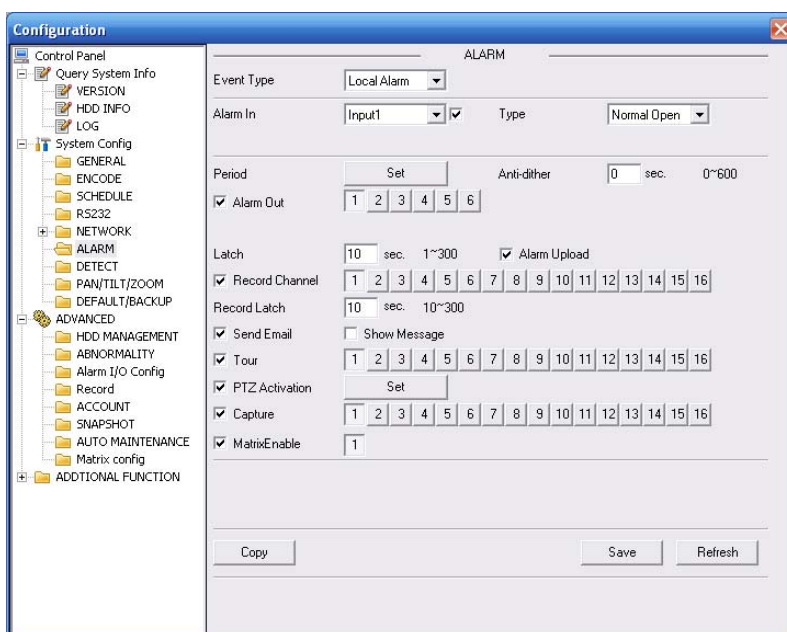 Configuration
Control Panel
Query System Info
VERSION
HDD INFO
LOG
System Config
GENERAL
ENCODE
SCHEDULE
RS232
NETWORK
ALARM
DETECT
PAN/TILT/ZOOM
DEFAULT/BACKUP
ADVANCED
HDD MANAGEMENT
ABNORMALITY
Alarm I/O Config
Record
ACCOUNT
SNAPSHOT
AUTO MAINTENANCE
Matrix config
ADDTIONAL FUNCTION
ALARM
Event Type Local Alarm
Alarm In Input1 Type Normal Open
Period Set Anti-dither 0 sec. 0~600
Alarm Out 1 2 3 4 5 6
Latch 10 sec. 1~300 Alarm Upload
Record Channel 1 2 3 4 5 6 7 8 9 10 11 12 13 14 15 16
Record Latch 10 sec. 10~300
Send Email Show Message
Tour 1 2 3 4 5 6 7 8 9 10 11 12 13 14 15 16
PTZ Activation Set
Capture 1 2 3 4 5 6 7 8 9 10 11 12 13 14 15 16
MatrixEnable 1
Copy Save Refresh